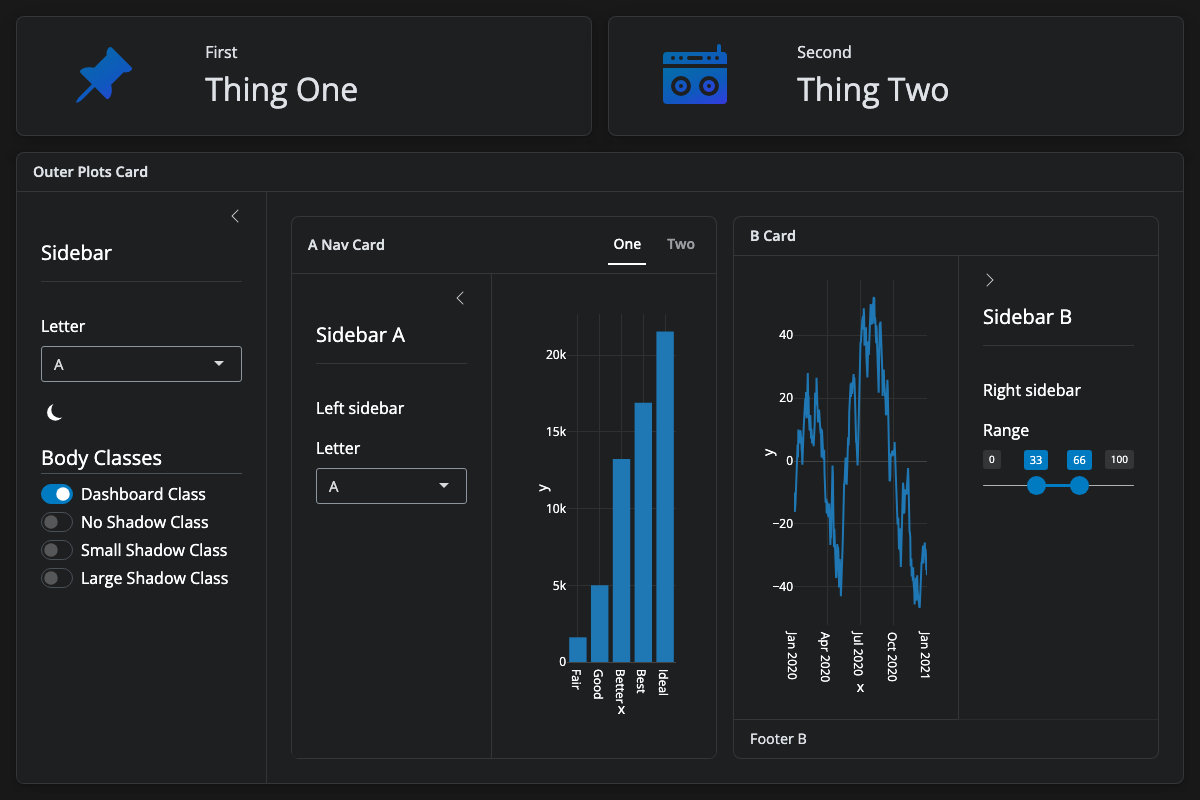 First
Thing One
Second
Thing Two
Outer Plots Card
Sidebar
Letter
A
Body Classes
Dashboard Class
No Shadow Class
Small Shadow Class
Large Shadow Class
A Nav Card
One
Two
Sidebar A
Left sidebar
Letter
A
20k
15k
10k
5k
0
y
Fair
Good
Better
Best
Ideal
x
B Card
40
20
0
−20
−40
y
Jan 2020
Apr 2020
Jul 2020
Oct 2020
Jan 2021
x
Sidebar B
Right sidebar
Range
0 33 66 100
Footer B